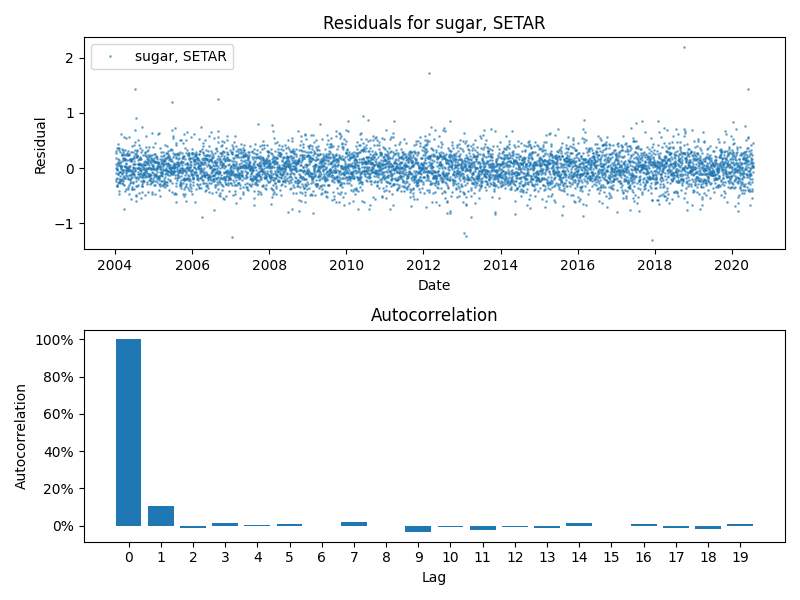 Residuals for sugar, SETAR
sugar, SETAR
Residual
2
1
0
−1
2004 2006 2008 2010 2012 2014 2016 2018 2020
Date
Autocorrelation
Autocorrelation
100%
80%
60%
40%
20%
0%
0 1 2 3 4 5 6 7 8 9 10 11 12 13 14 15 16 17 18 19
Lag